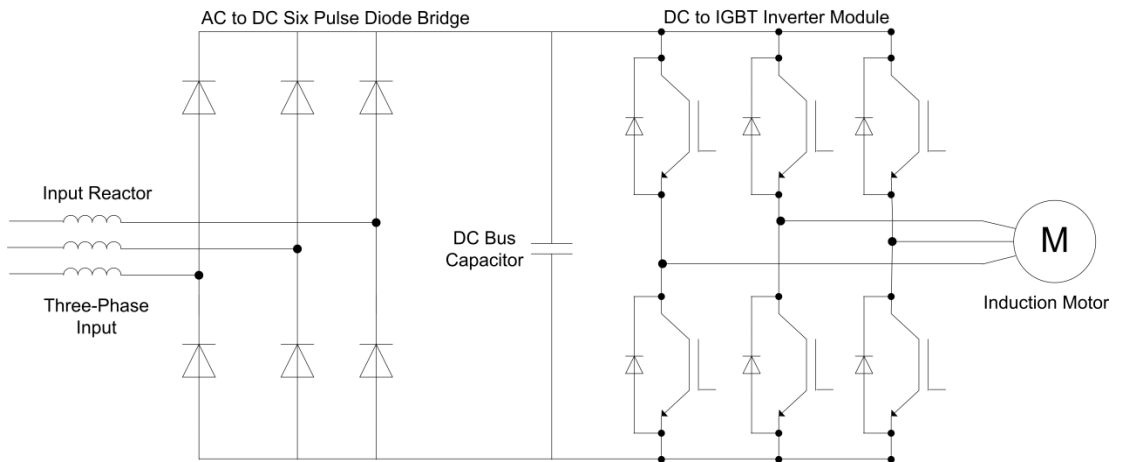 AC to DC Six Pulse Diode Bridge
DC to IGBT Inverter Module
Input Reactor
Three-Phase
Input
DC Bus
Capacitor
M
Induction Motor